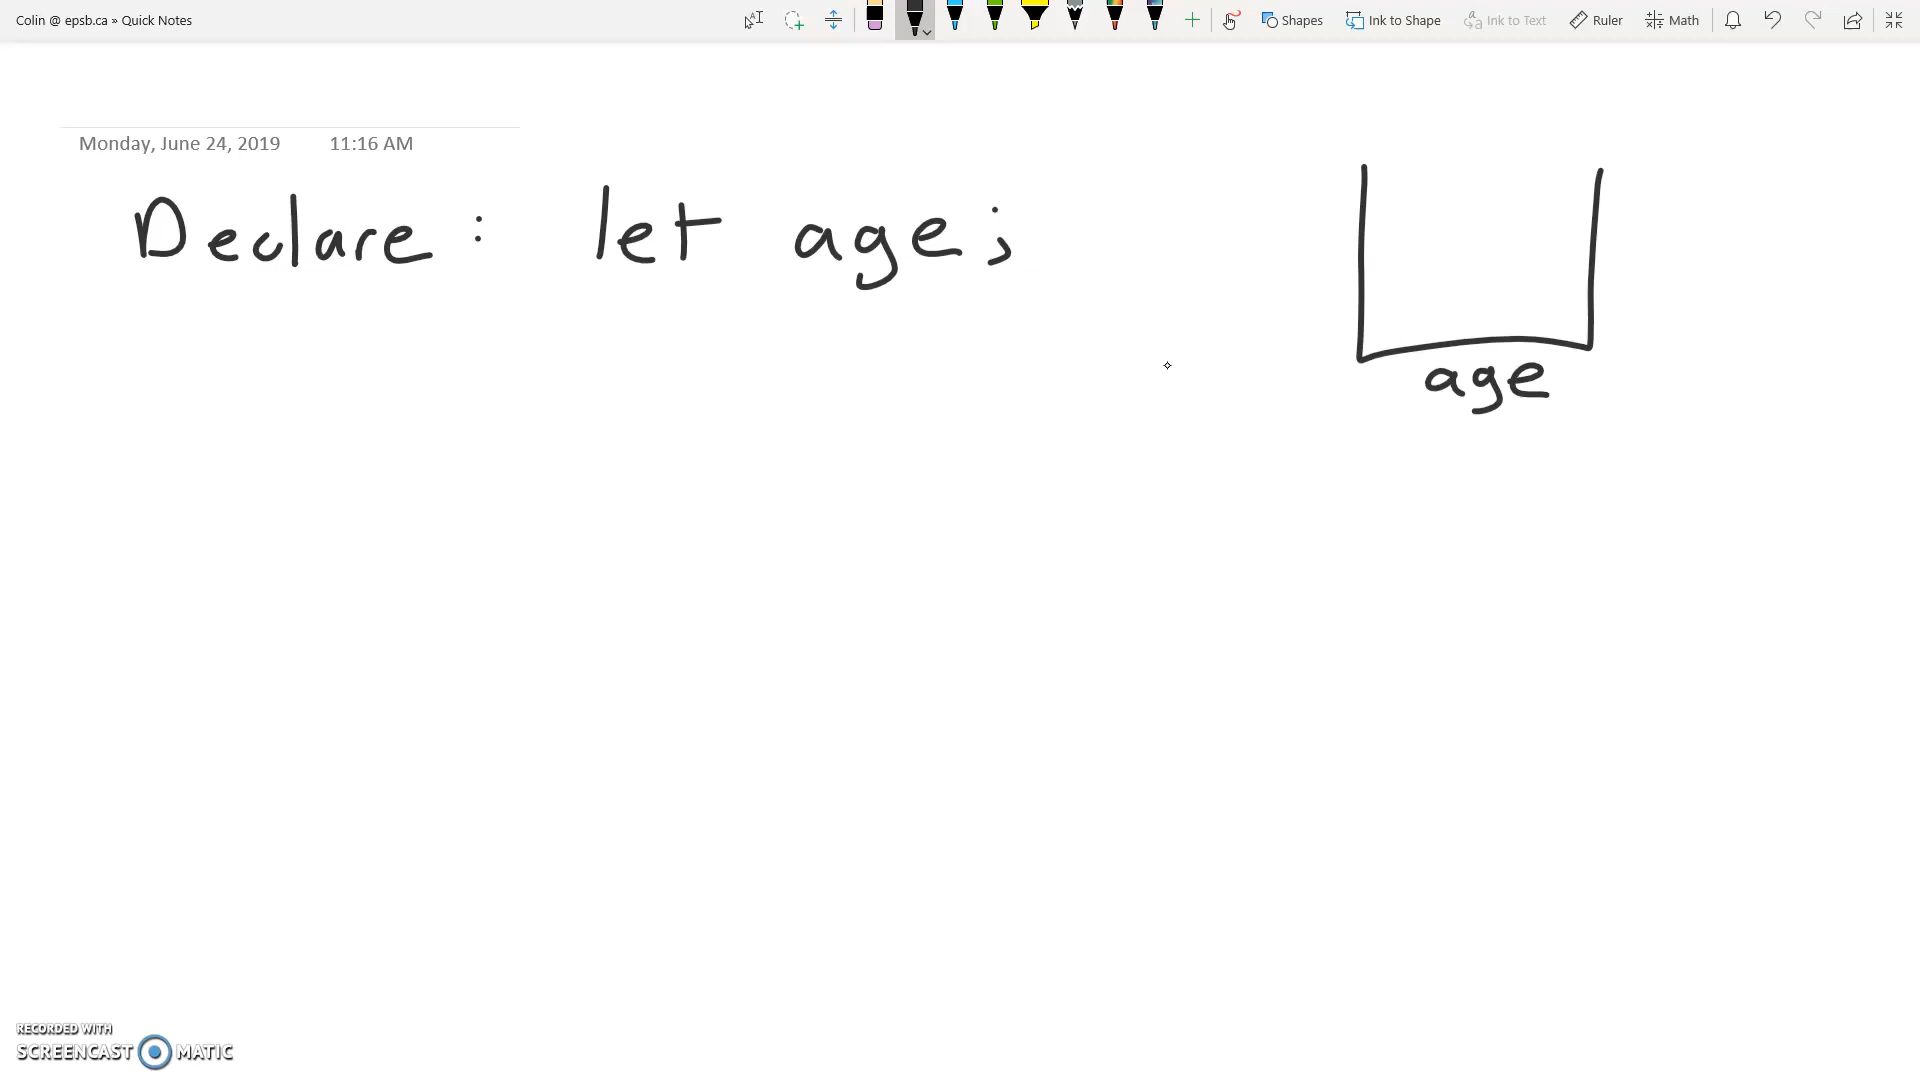 Colin @ epsb.ca » Quick Notes
Shapes Ink to Shape Ink to Text Ruler Math
Monday, June 24, 2019 11:16 AM
Declare : let age ;
age
RECORDED WITH
SCREENCAST MATIC